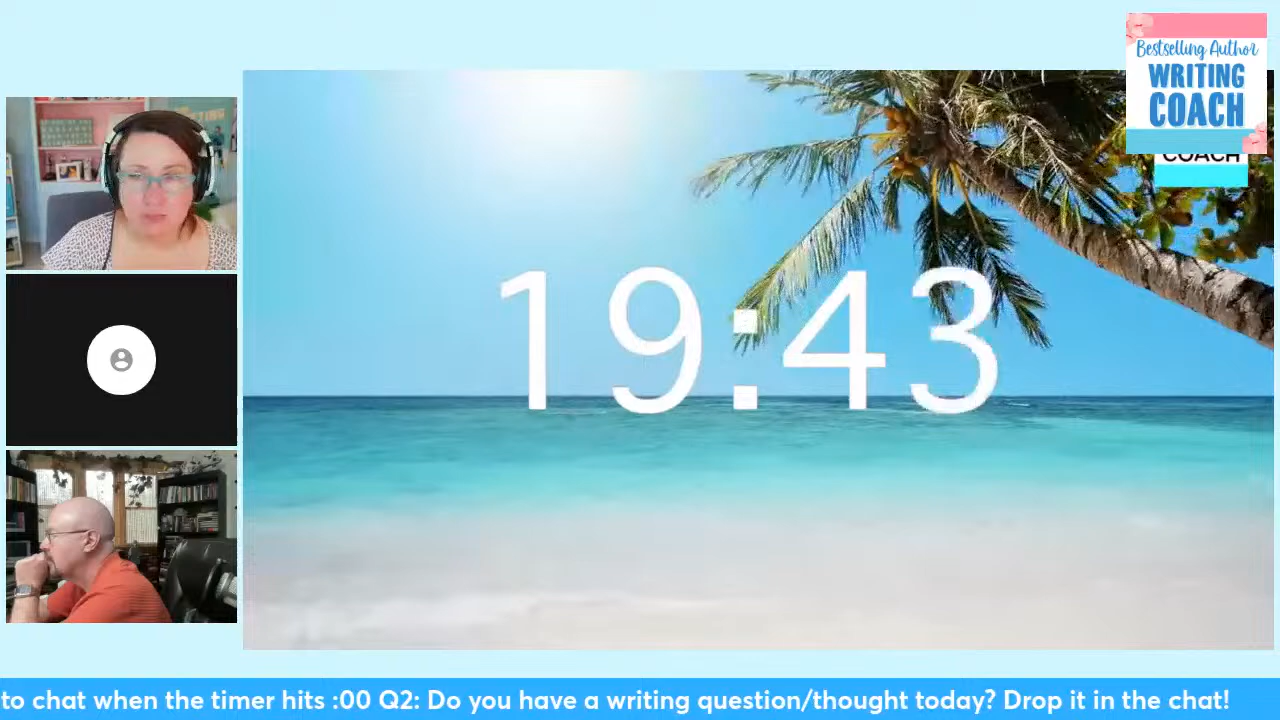 Bestselling Author
WRITING
COACH
COACH
19:43
to chat when the timer hits :00 Q2: Do you have a writing question/thought today? Drop it in the chat!